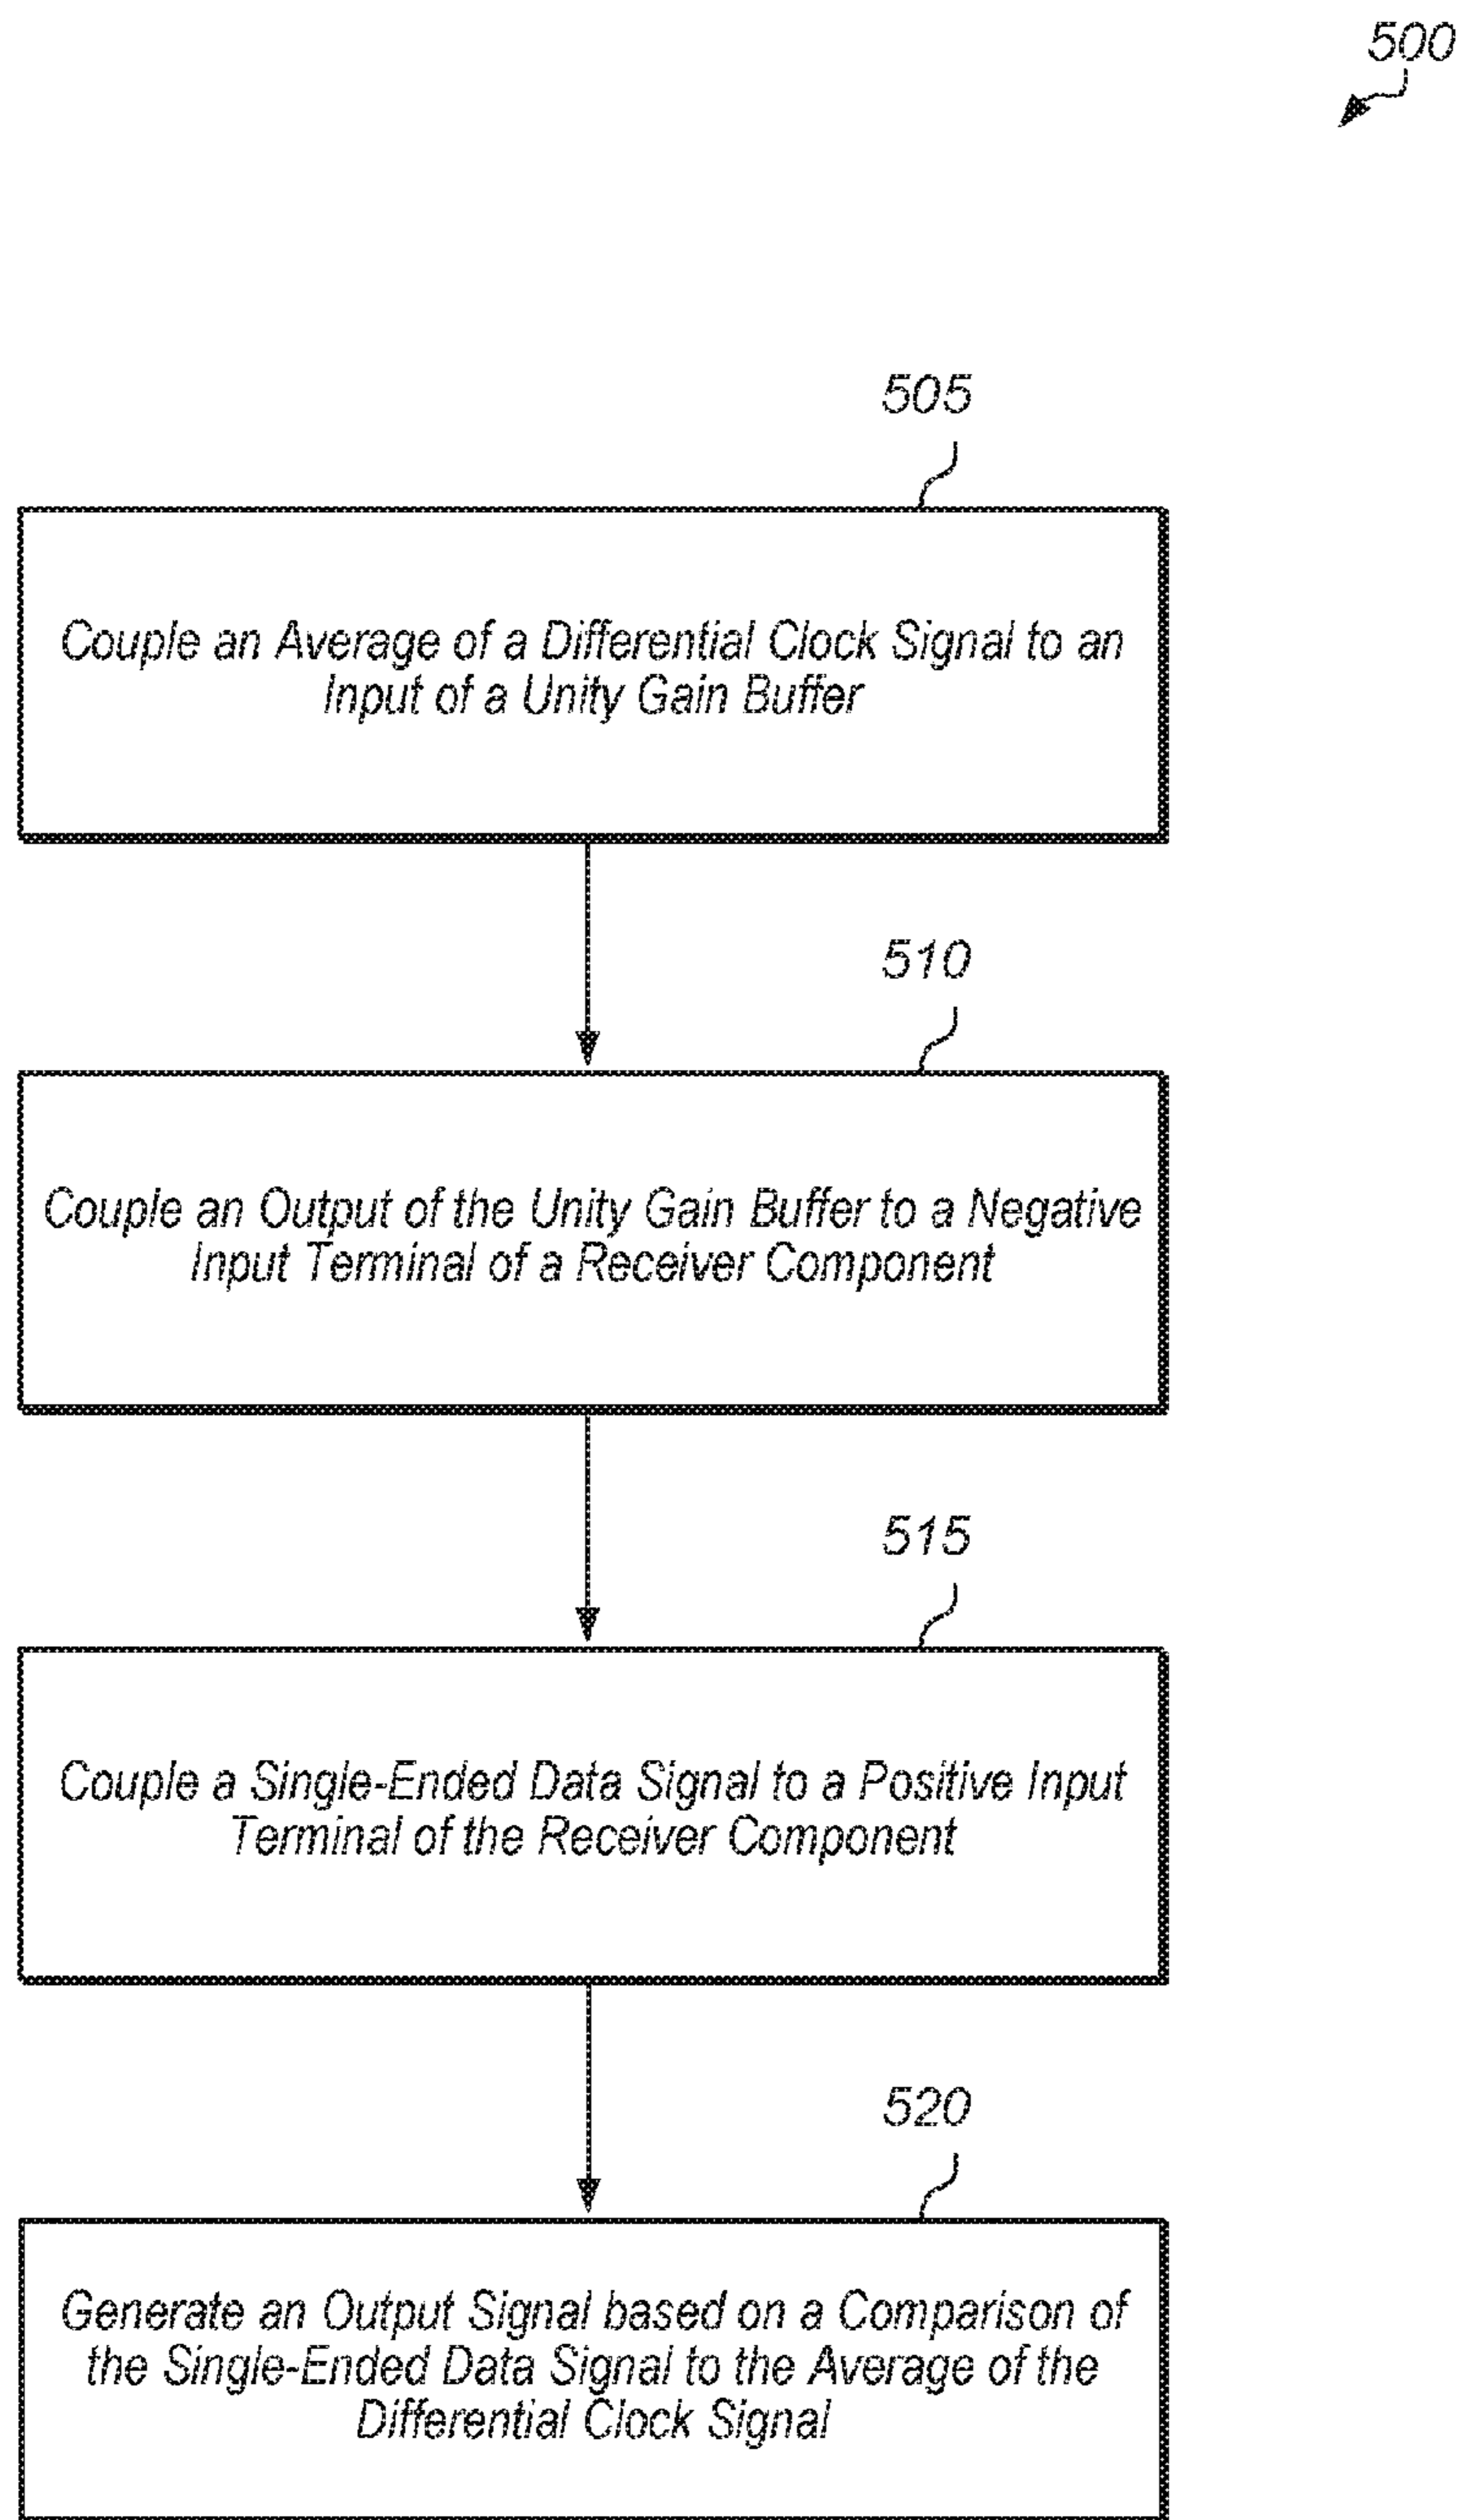 500
505
Couple an Average of a Differential Clock Signal to an
Input of a Unity Gain Buffer
510
Couple an Output of the Unity Gain Buffer to a Negative
Input Terminal of a Receiver Component
515
Couple a Single-Ended Data Signal to a Positive Input
Terminal of the Receiver Component
520
Generate an Output Signal based on a Comparison of
the Single-Ended Data Signal to the Average of the
Differential Clock Signal